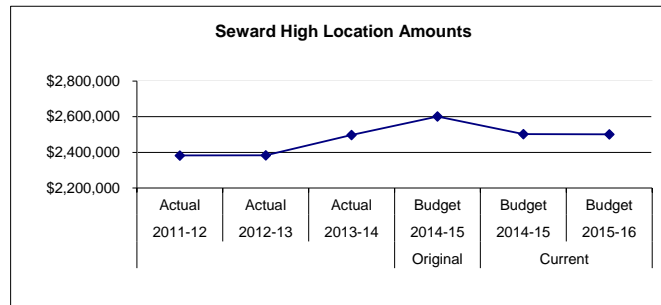 Seward High Location Amounts
$2,800,000
$2,600,000
$2,400,000
$2,200,000
Actual Actual Actual Budget Budget Budget
2011-12 2012-13 2013-14 2014-15 2014-15 2015-16
Original Current